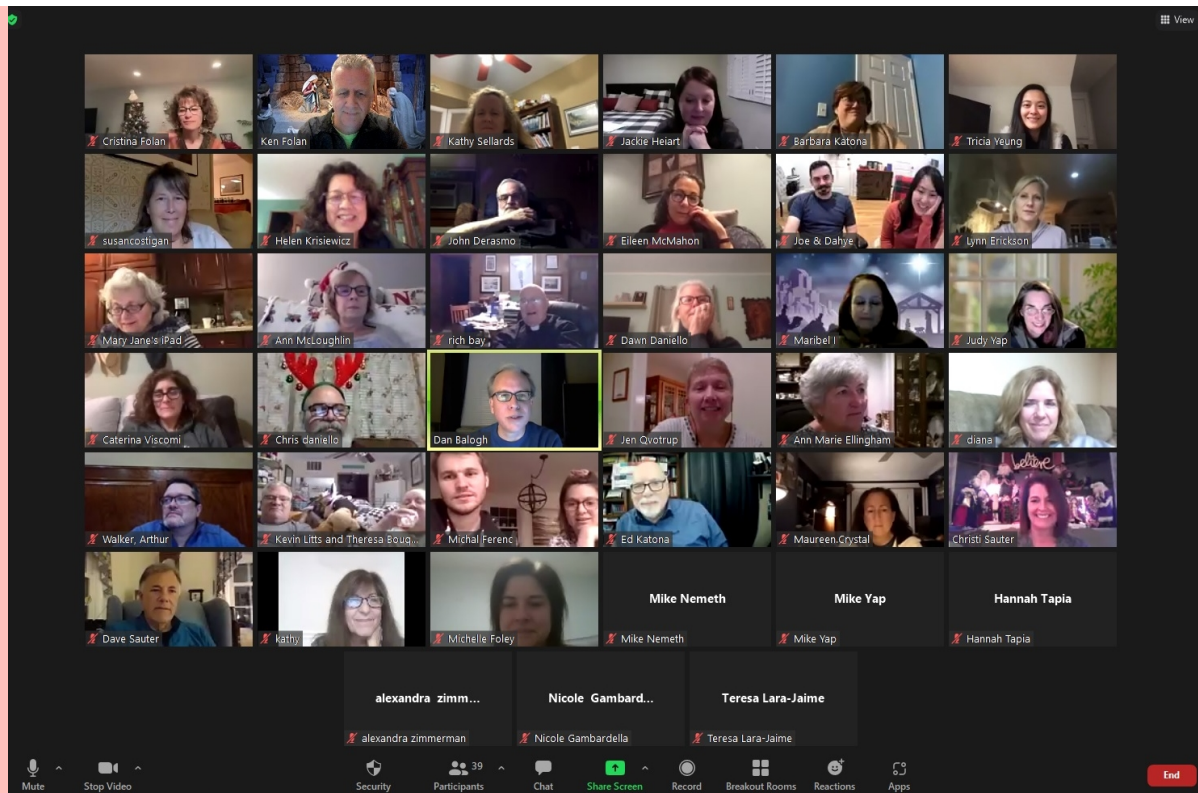 View
Cristina Folan
Ken Folan
Kathy Sellards
Jackie Heiart
Barbara Katona
Tricia Yeung
susancostigan
Helen Krisiewicz
John Derasmo
Eileen McMahon
Joe & Dahye
Lynn Erickson
Mary Jane's iPad
Ann McLoughlin
rich bay
Dawn Daniello
Maribel I
Judy Yap
Caterina Viscomi
Chris daniello
Dan Balogh
Jen Qvotrup
Ann Marie Ellingham
diana
believe
Walker, Arthur
Kevin Litts and Theresa Boug...
Michal Ferenc
Ed Katona
Maureen.Crystal
Christi Sauter
Dave Sauter
kathy
Michelle Foley
Mike Nemeth
Mike Nemeth
Mike Yap
Mike Yap
Hannah Tapia
Hannah Tapia
alexandra zimm...
alexandra zimmerman
Nicole Gambard...
Nicole Gambardella
Teresa Lara-Jaime
Teresa Lara-Jaime
Mute
Stop Video
Security
Participants
39
Chat
Share Screen
Record
Breakout Rooms
Reactions
Apps
End